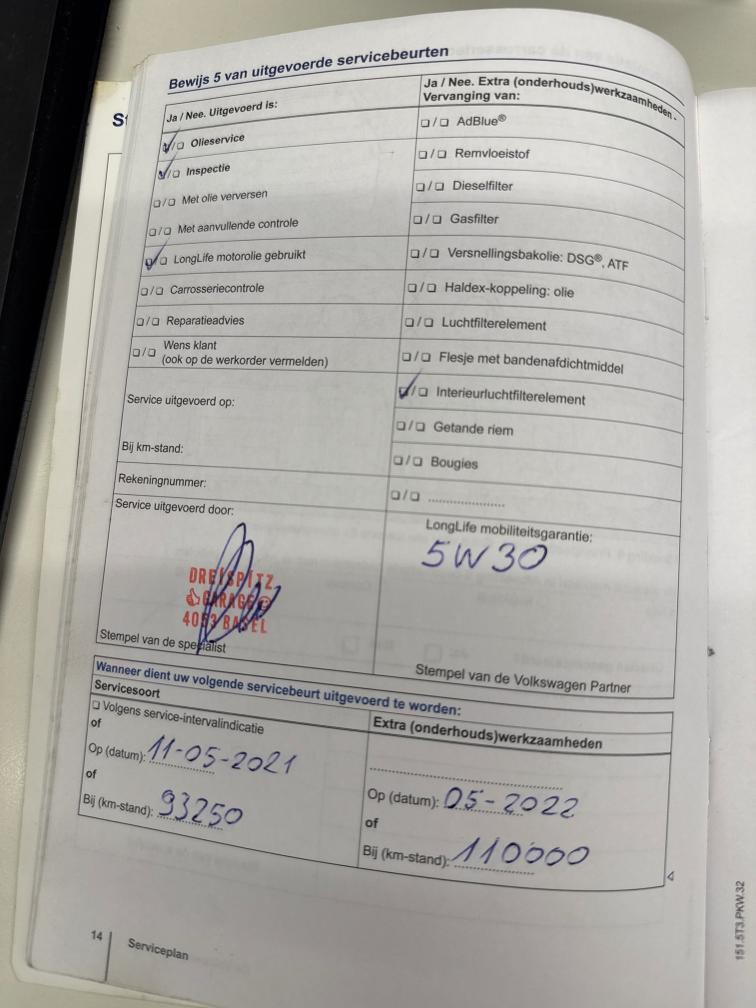 St
Bewijs 5 van uitgevoerde servicebeurten
Ja / Nee. Uitgevoerd is:
☑/☐ Olieservice
☑/☐ Inspectie
☐/☐ Met olie verversen
☐/☐ Met aanvullende controle
☑/☐ LongLife motorolie gebruikt
☐/☐ Carrosseriecontrole
☐/☐ Reparatieadvies
☐/☐ Wens klant
(ook op de werkorder vermelden)
Service uitgevoerd op:
Bij km-stand:
Rekeningnummer:
Service uitgevoerd door:
DREISPITZ
GARAGE
4053 BASEL
Stempel van de specialist
Ja / Nee. Extra (onderhouds)werkzaamheden -
Vervanging van:
☐/☐ AdBlue®
☐/☐ Remvloeistof
☐/☐ Dieselfilter
☐/☐ Gasfilter
☐/☐ Versnellingsbakolie: DSG®, ATF
☐/☐ Haldex-koppeling: olie
☐/☐ Luchtfilterelement
☐/☐ Flesje met bandenafdichtmiddel
☑/☐ Interieurluchtfilterelement
☐/☐ Getande riem
☐/☐ Bougies
☐/☐ ....................
LongLife mobiliteitsgarantie:
5W30
Stempel van de Volkswagen Partner
Wanneer dient uw volgende servicebeurt uitgevoerd te worden:
Servicesoort
☐ Volgens service-intervalindicatie
of
Op (datum): 11-05-2021
of
Bij (km-stand): 93250
Extra (onderhouds)werkzaamheden
Op (datum): 05-2022
of
Bij (km-stand): 110000
14
Serviceplan
151.5T3.PKW.32